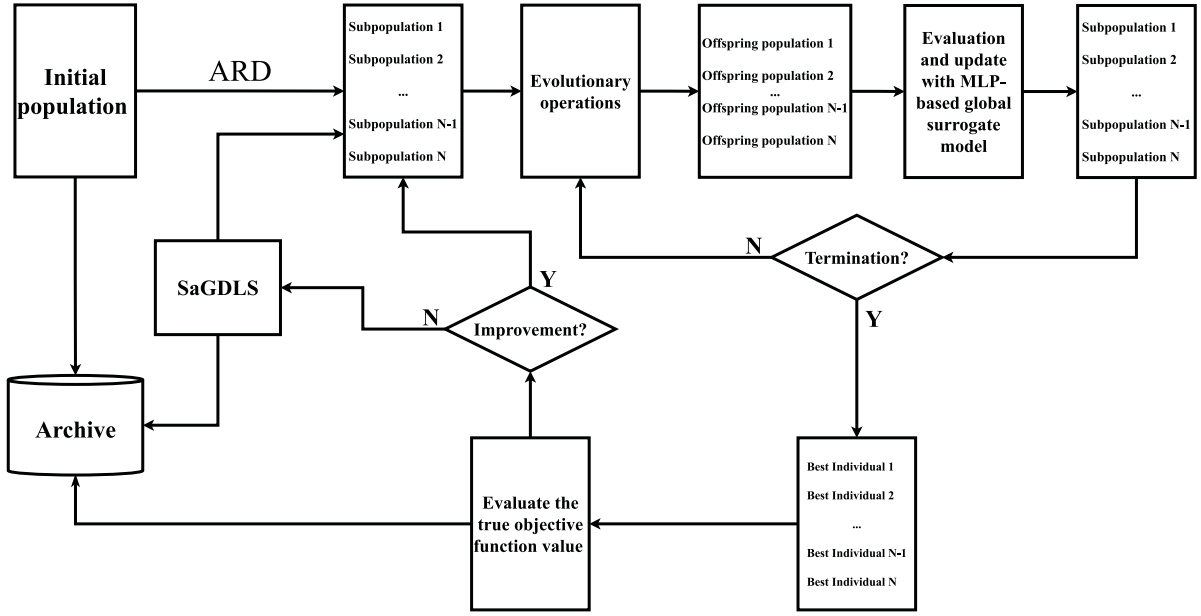 Initial
population
ARD
Subpopulation 1
Subpopulation 2
...
Subpopulation N-1
Subpopulation N
Evolutionary
operations
Offspring population 1
Offspring population 2
...
Offspring population N-1
Offspring population N
Evaluation
and update
with MLP-
based global
surrogate
model
Subpopulation 1
Subpopulation 2
...
Subpopulation N-1
Subpopulation N
N
Termination?
Y
SaGDLS
N
Improvement?
Y
Archive
Evaluate the
true objective
function value
Best Individual 1
Best Individual 2
...
Best Individual N-1
Best Individual N